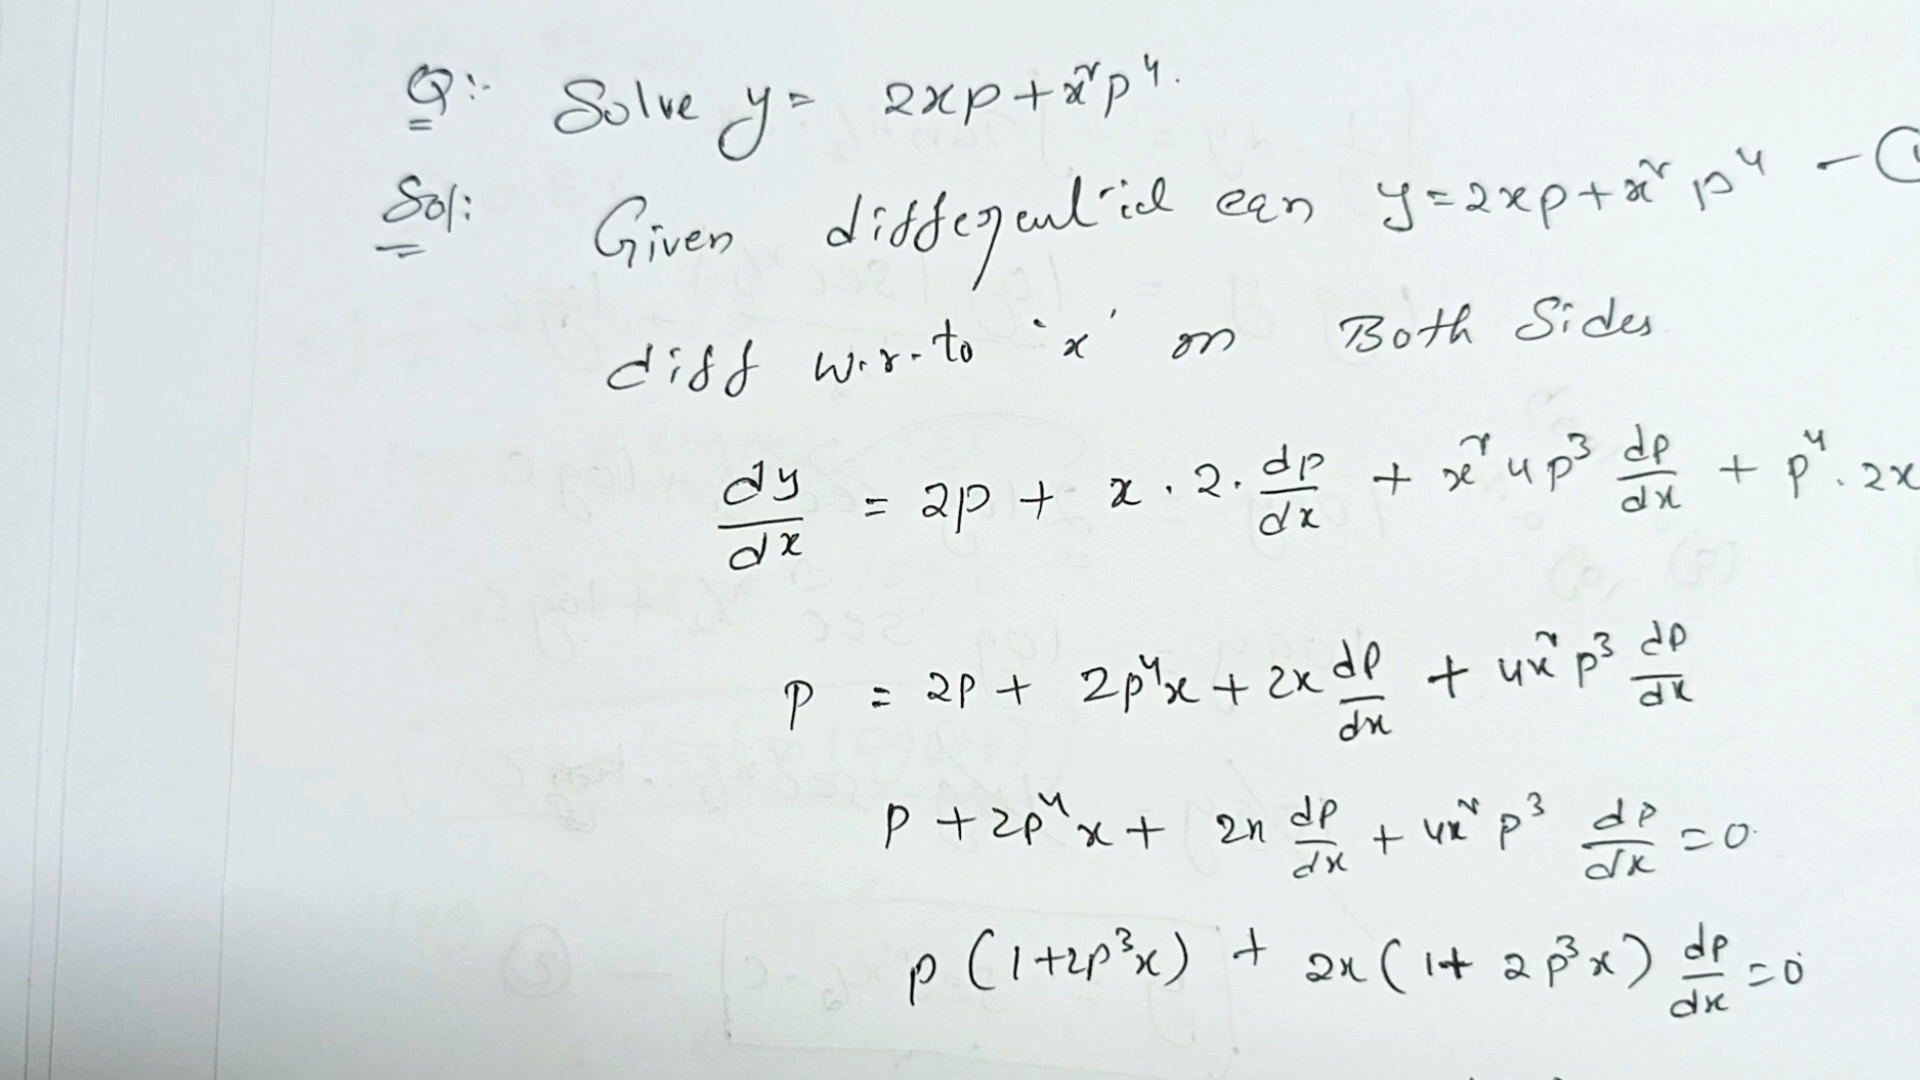 Q:- Solve y = 2xp + x²p⁴.
Sol: Given differential eqn y = 2xp + x²p⁴ — (
diff w.r.to 'x' on Both Sides
dy/dx = 2p + x · 2 · dp/dx + x² 4p³ dp/dx + p⁴ · 2x
p = 2p + 2p⁴x + 2x dp/dx + 4x² p³ dp/dx
p + 2p⁴x + 2x dp/dx + 4x² p³ dp/dx = 0.
p (1+2p³x) + 2x (1+ 2p³x) dp/dx = 0